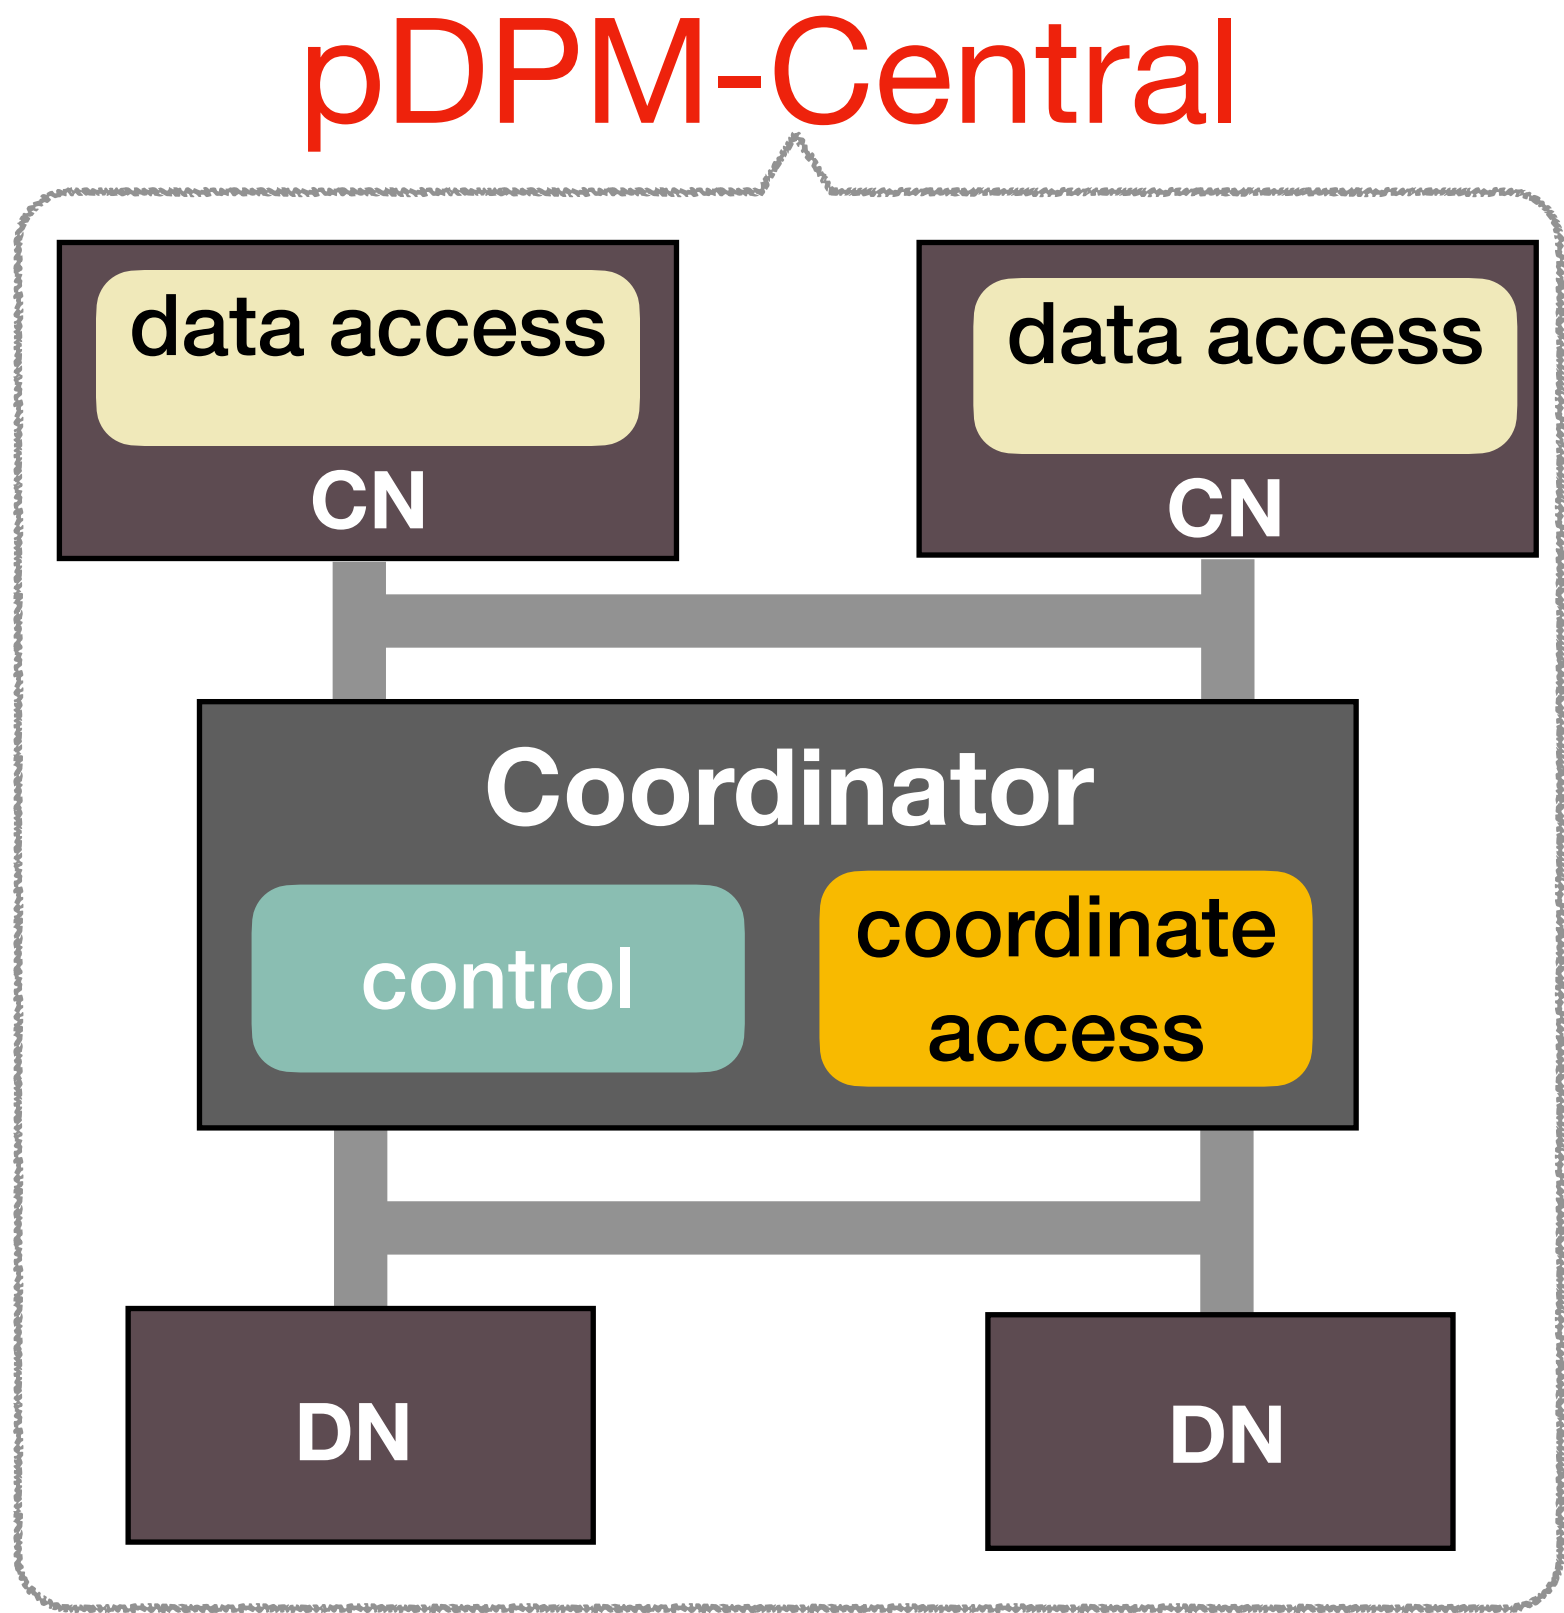 pDPM-Central
data access
data access
CN
CN
Coordinator
control
coordinate
access
DN
DN